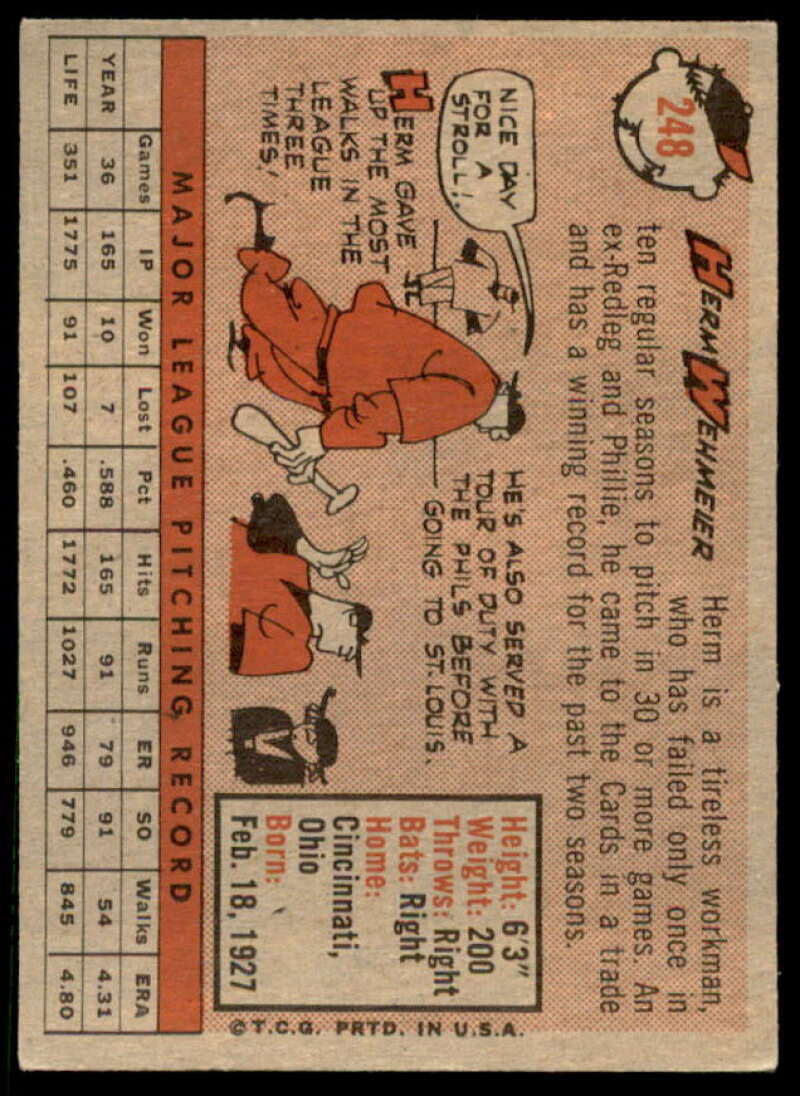 248
HERM WEHMEIER
Herm is a tireless workman,
who has failed only once in
ten regular seasons to pitch in 30 or more games. An
ex-Redleg and Phillie, he came to the Cards in a trade
and has a winning record for the past two seasons.
NICE DAY
FOR A
STROLL!.
HERM GAVE
UP THE MOST
WALKS IN THE
LEAGUE
THREE
TIMES!
HE'S ALSO SERVED A
TOUR OF DUTY WITH
THE PHILS BEFORE
GOING TO ST. LOUIS.
Height: 6'3"
Weight: 200
Throws: Right
Bats: Right
Home:
Cincinnati,
Ohio
Born:
Feb. 18, 1927
©T.C.G. PRTD. IN U.S.A.
MAJOR LEAGUE PITCHING RECORD
Games IP Won Lost Pct Hits Runs ER SO Walks ERA
YEAR 36 165 10 7 .588 165 91 79 91 54 4.31
LIFE 351 1775 91 107 .460 1772 1027 946 779 845 4.80